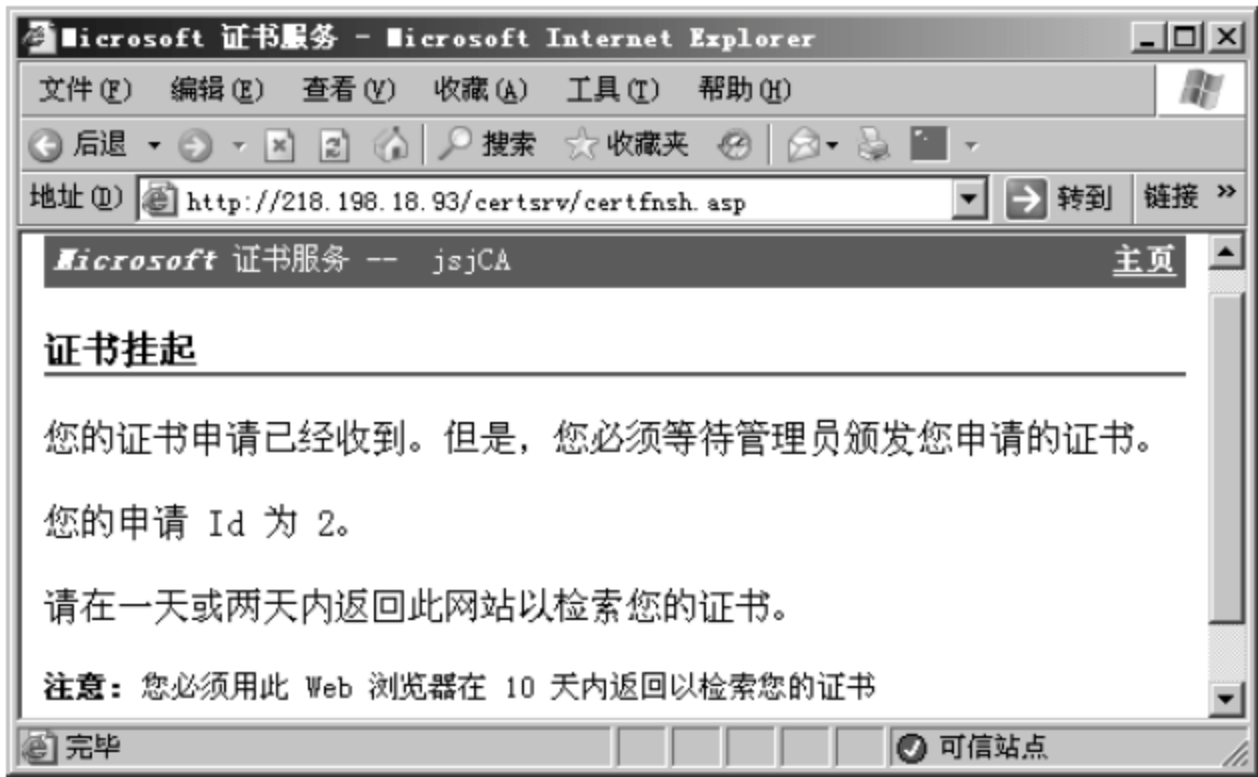 Microsoft 证书服务 - Microsoft Internet Explorer
文件(F) 编辑(E) 查看(V) 收藏(A) 工具(T) 帮助(H)
后退 搜索 收藏夹
地址(D) http://218.198.18.93/certsrv/certfnsh.asp 转到 链接 »
Microsoft 证书服务 -- jsjCA 主页
证书挂起
您的证书申请已经收到。但是，您必须等待管理员颁发您申请的证书。
您的申请 Id 为 2。
请在一天或两天内返回此网站以检索您的证书。
注意：您必须用此 Web 浏览器在 10 天内返回以检索您的证书
完毕 可信站点